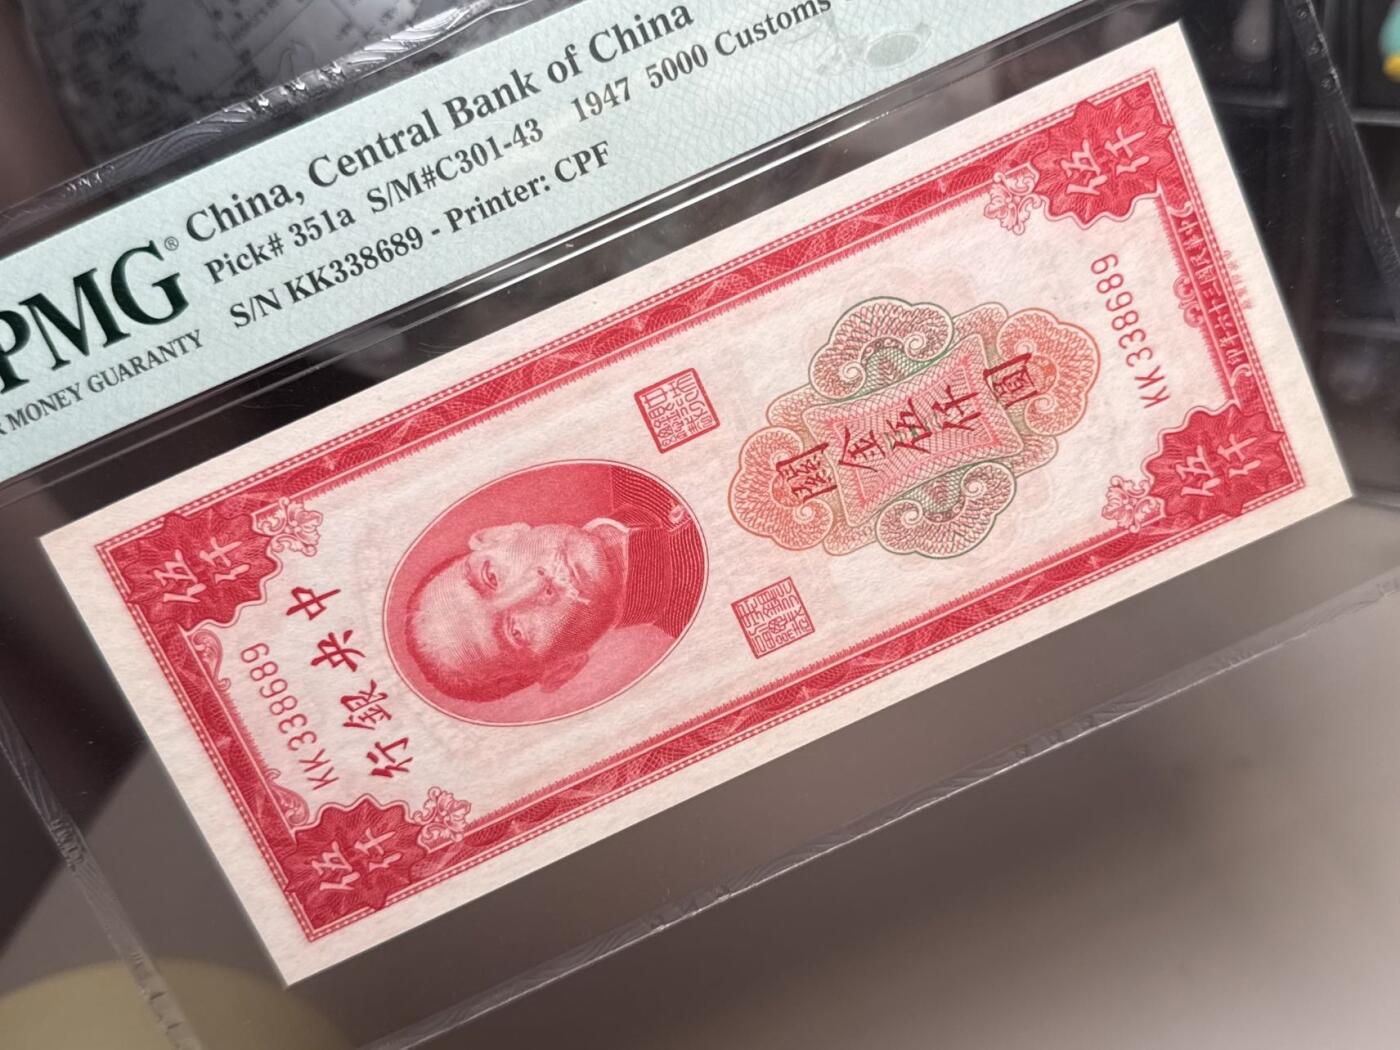 PMG®
MONEY GUARANTY
China, Central Bank of China
Pick# 351a S/M#C301-43 1947 5000 Customs
S/N KK338689 - Printer: CPF
伍仟
伍仟
KK338689
中央銀行
關金伍仟圓
KK338689
伍仟
伍仟